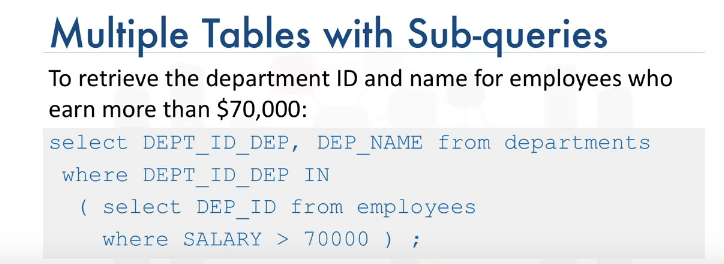 Multiple Tables with Sub-queries
To retrieve the department ID and name for employees who
earn more than $70,000:
select DEPT_ID_DEP, DEP_NAME from departments
where DEPT_ID_DEP IN
( select DEP_ID from employees
where SALARY > 70000 ) ;